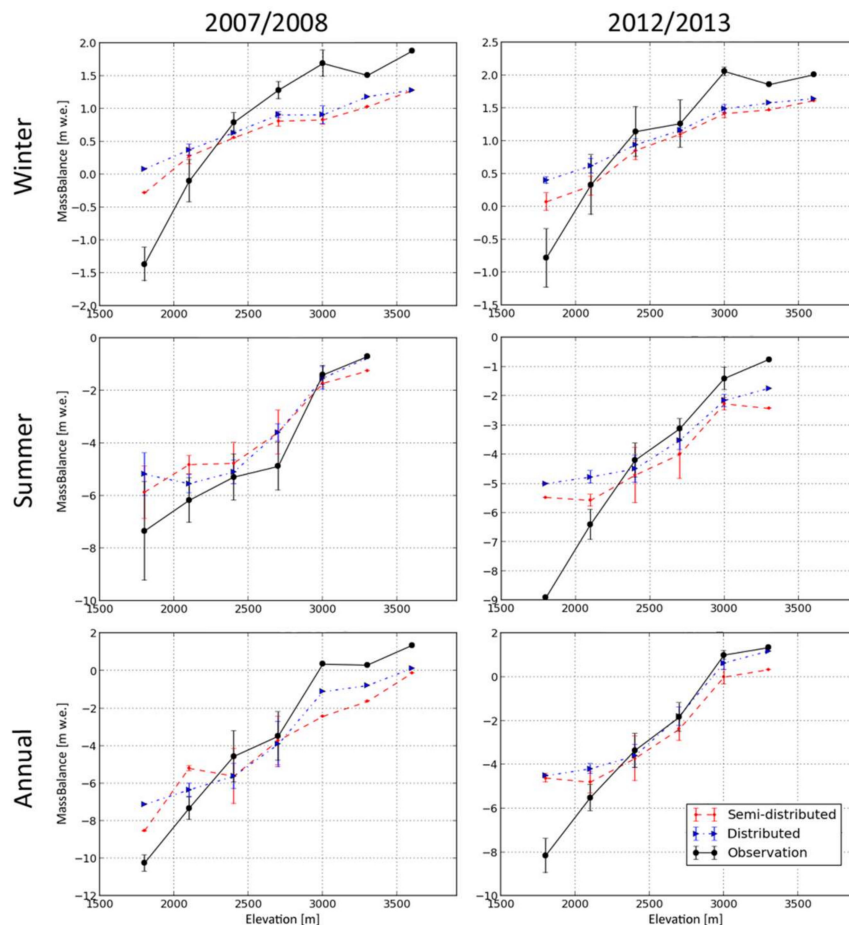 2007/2008
2012/2013
Winter
MassBalance [m w.e.]
2.0
1.5
1.0
0.5
0.0
−0.5
−1.0
−1.5
−2.0
1500 2000 2500 3000 3500
MassBalance [m w.e.]
2.5
2.0
1.5
1.0
0.5
0.0
−0.5
−1.0
−1.5
1500 2000 2500 3000 3500
Summer
MassBalance [m w.e.]
0
−2
−4
−6
−8
−10
1500 2000 2500 3000 3500
MassBalance [m w.e.]
0
−1
−2
−3
−4
−5
−6
−7
−8
−9
1500 2000 2500 3000 3500
Annual
MassBalance [m w.e.]
2
0
−2
−4
−6
−8
−10
−12
1500 2000 2500 3000 3500
Elevation [m]
MassBalance [m w.e.]
2
0
−2
−4
−6
−8
−10
1500 2000 2500 3000 3500
Elevation [m]
Semi-distributed
Distributed
Observation